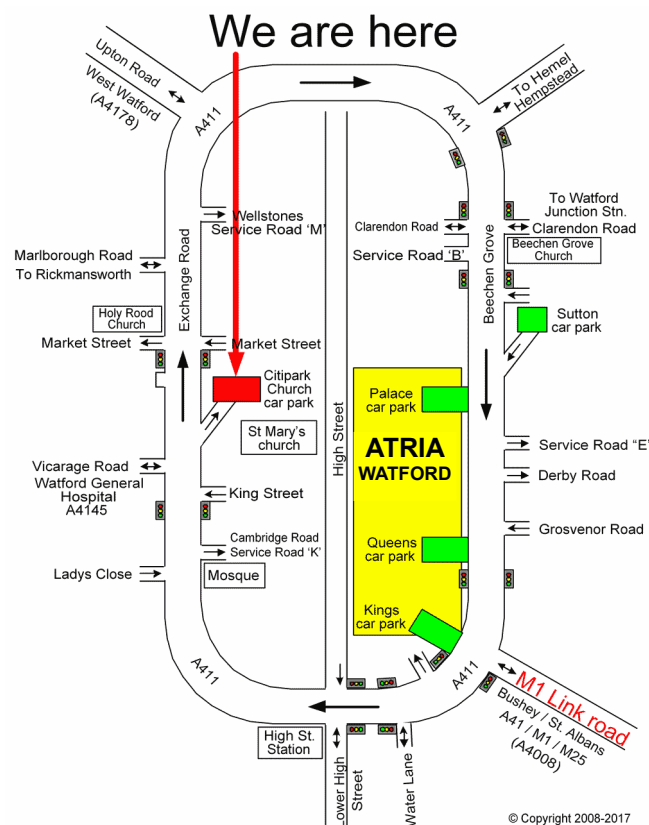 We are here
Upton Road
West Watford
(A4178)
A411
To Hemel
Hempstead
A411
Wellstones
Service Road ‘M’
To Watford
Junction Stn.
Clarendon Road
Clarendon Road
Beechen Grove
Church
Service Road ‘B’
Marlborough Road
To Rickmansworth
Exchange Road
Beechen Grove
Holy Rood
Church
Sutton
car park
Market Street
Market Street
Citipark
Church
car park
Palace
car park
St Mary’s
church
High Street
ATRIA
WATFORD
Service Road “E’
Vicarage Road
Watford General
Hospital
A4145
Derby Road
King Street
Grosvenor Road
Cambridge Road
Service Road ‘K’
Queens
car park
Ladys Close
Mosque
Kings
car park
A411
A411
M1 Link road
Bushey / St. Albans
A41 / M1 / M25
(A4008)
High St.
Station
Lower High
Street
Water Lane
© Copyright 2008-2017